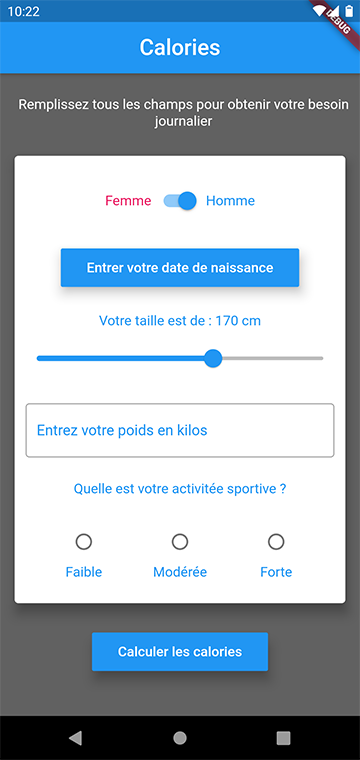 10:22
DEBUG
Calories
Remplissez tous les champs pour obtenir votre besoin
journalier
Femme Homme
Entrer votre date de naissance
Votre taille est de : 170 cm
Entrez votre poids en kilos
Quelle est votre activitée sportive ?
Faible Modérée Forte
Calculer les calories